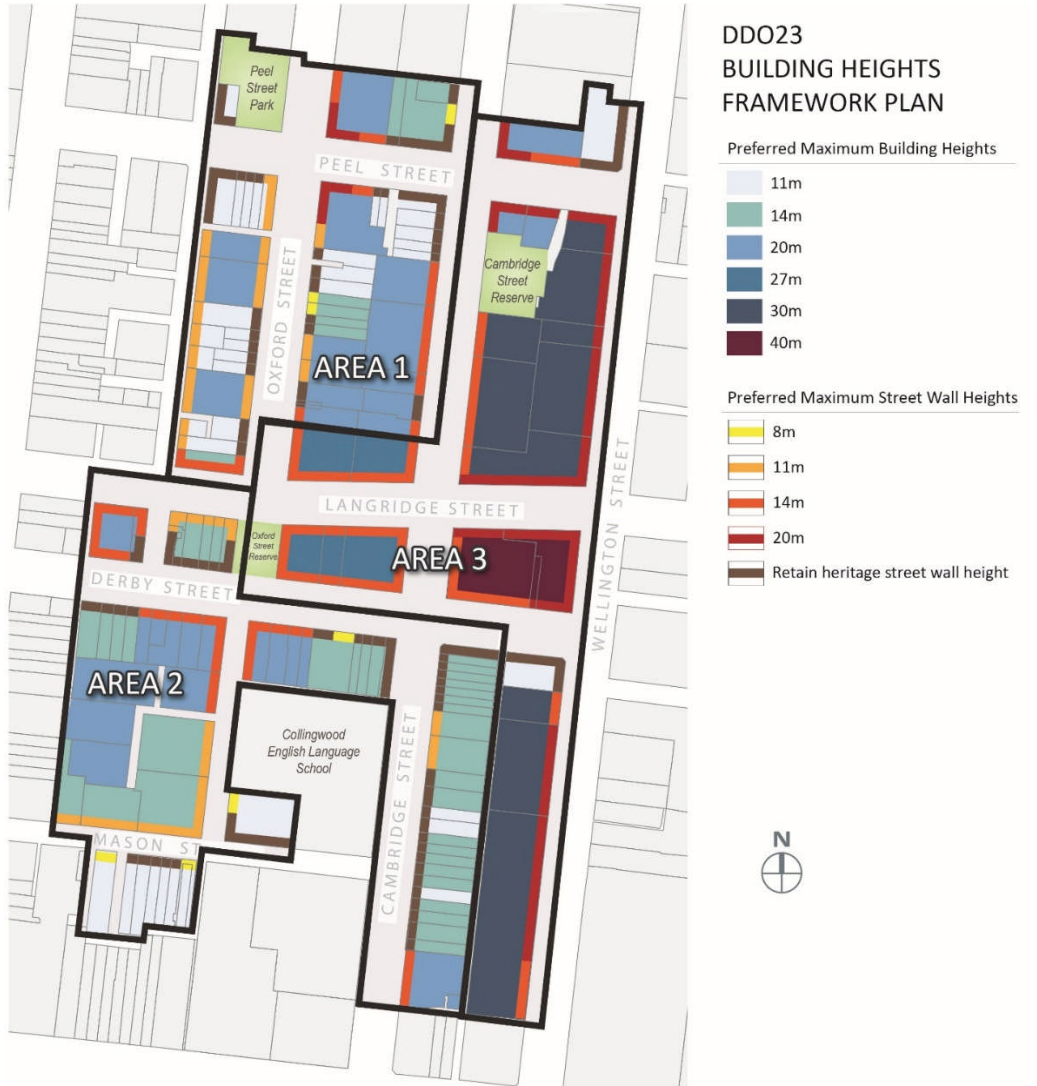 DDO23
BUILDING HEIGHTS
FRAMEWORK PLAN
Preferred Maximum Building Heights
11m
14m
20m
27m
30m
40m
Preferred Maximum Street Wall Heights
8m
11m
14m
20m
Retain heritage street wall height
N
Peel
Street
Park
PEEL STREET
Cambridge
Street
Reserve
OXFORD STREET
AREA 1
WELLINGTON STREET
LANGRIDGE STREET
Oxford
Street
Reserve
AREA 3
DERBY STREET
AREA 2
Collingwood
English Language
School
CAMBRIDGE STREET
MASON ST